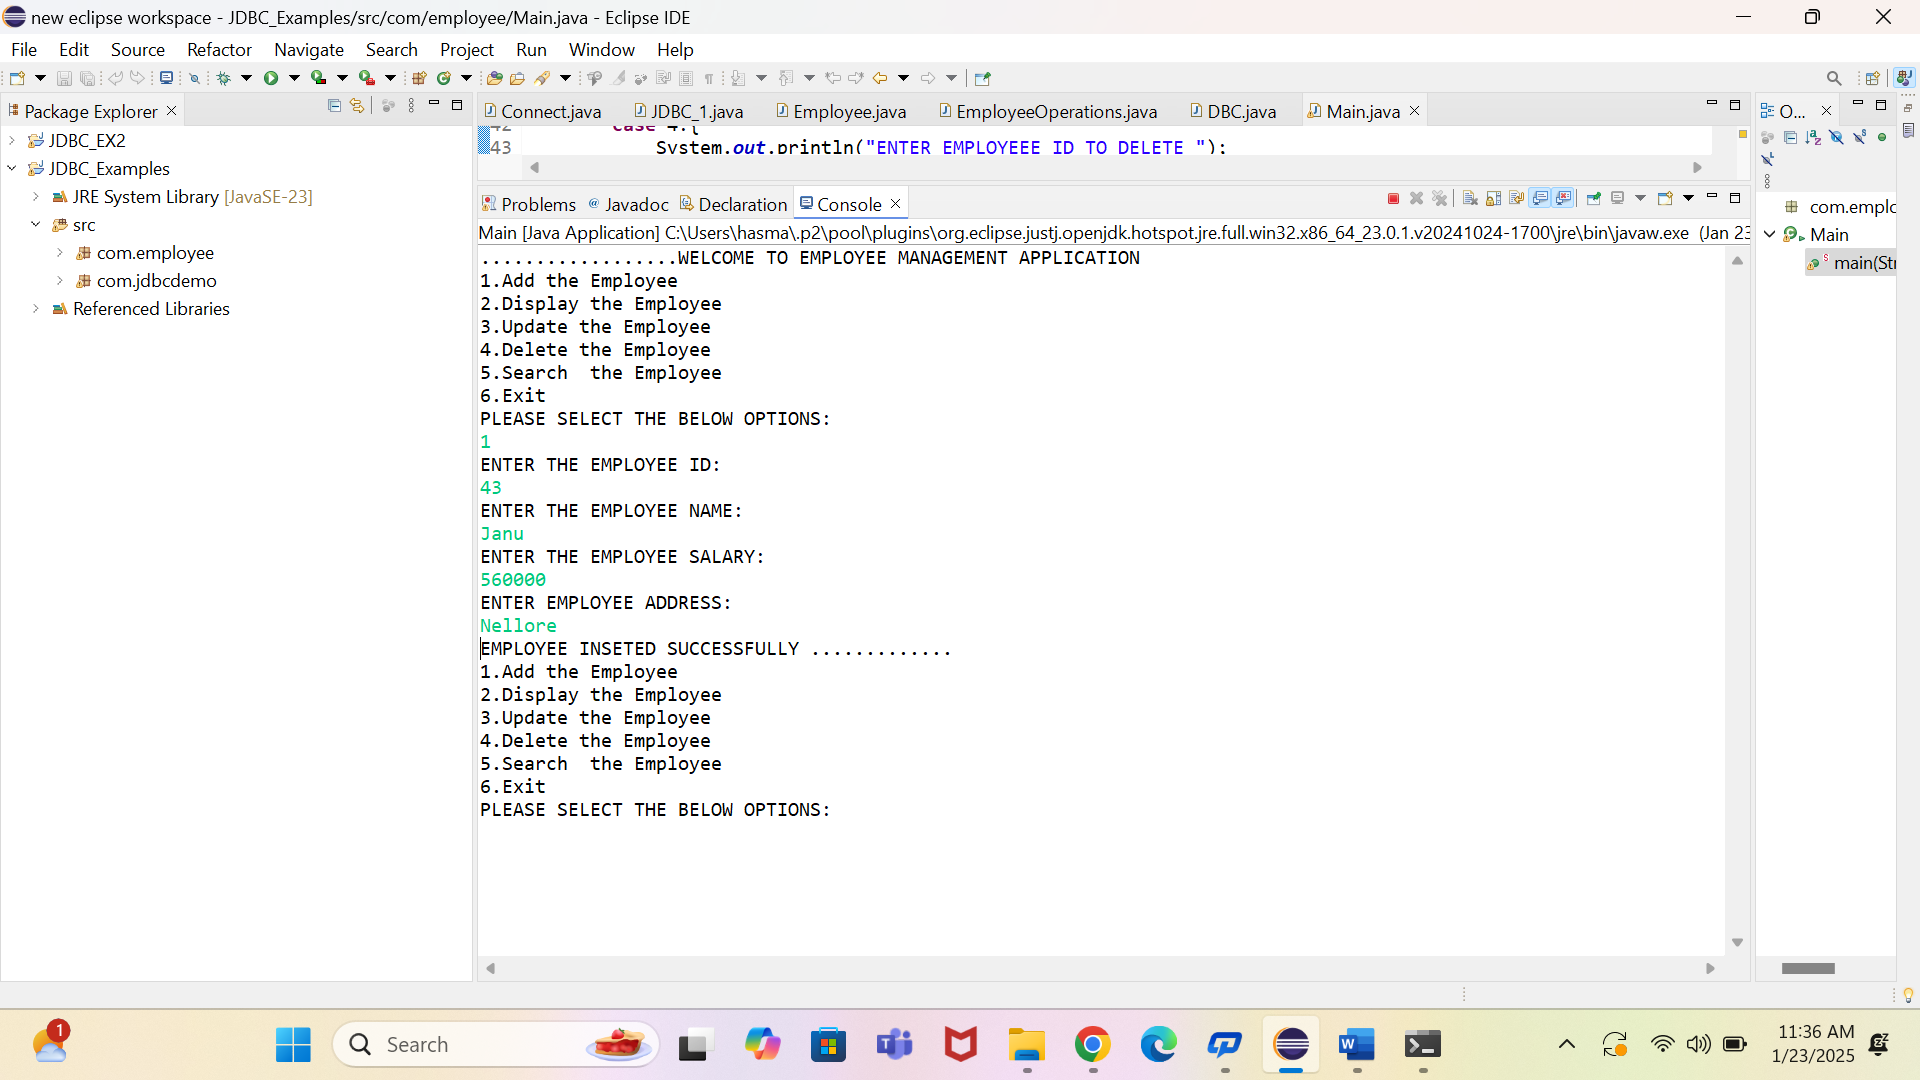 new eclipse workspace - JDBC_Examples/src/com/employee/Main.java - Eclipse IDE
File Edit Source Refactor Navigate Search Project Run Window Help
Package Explorer
Connect.java JDBC_1.java Employee.java EmployeeOperations.java DBC.java Main.java
O...
JDBC_EX2
JDBC_Examples
JRE System Library [JavaSE-23]
src
com.employee
com.jdbcdemo
Referenced Libraries
42 case 4:{
43 System.out.println("ENTER EMPLOYEEE ID TO DELETE ");
Problems Javadoc Declaration Console
Main [Java Application] C:\Users\hasma\.p2\pool\plugins\org.eclipse.justj.openjdk.hotspot.jre.full.win32.x86_64_23.0.1.v20241024-1700\jre\bin\javaw.exe (Jan 23
..................WELCOME TO EMPLOYEE MANAGEMENT APPLICATION
1.Add the Employee
2.Display the Employee
3.Update the Employee
4.Delete the Employee
5.Search  the Employee
6.Exit
PLEASE SELECT THE BELOW OPTIONS:
1
ENTER THE EMPLOYEE ID:
43
ENTER THE EMPLOYEE NAME:
Janu
ENTER THE EMPLOYEE SALARY:
560000
ENTER EMPLOYEE ADDRESS:
Nellore
EMPLOYEE INSETED SUCCESSFULLY .............
1.Add the Employee
2.Display the Employee
3.Update the Employee
4.Delete the Employee
5.Search  the Employee
6.Exit
PLEASE SELECT THE BELOW OPTIONS:
com.emplo
Main
main(Stri
1
Search
11:36 AM
1/23/2025